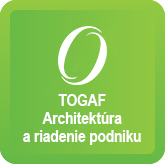 TOGAF
Architektúra
a riadenie podniku